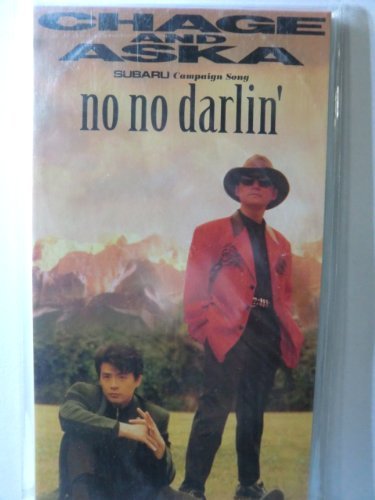 CHAGE
AND
ASKA
SUBARU Campaign Song
no no darlin'